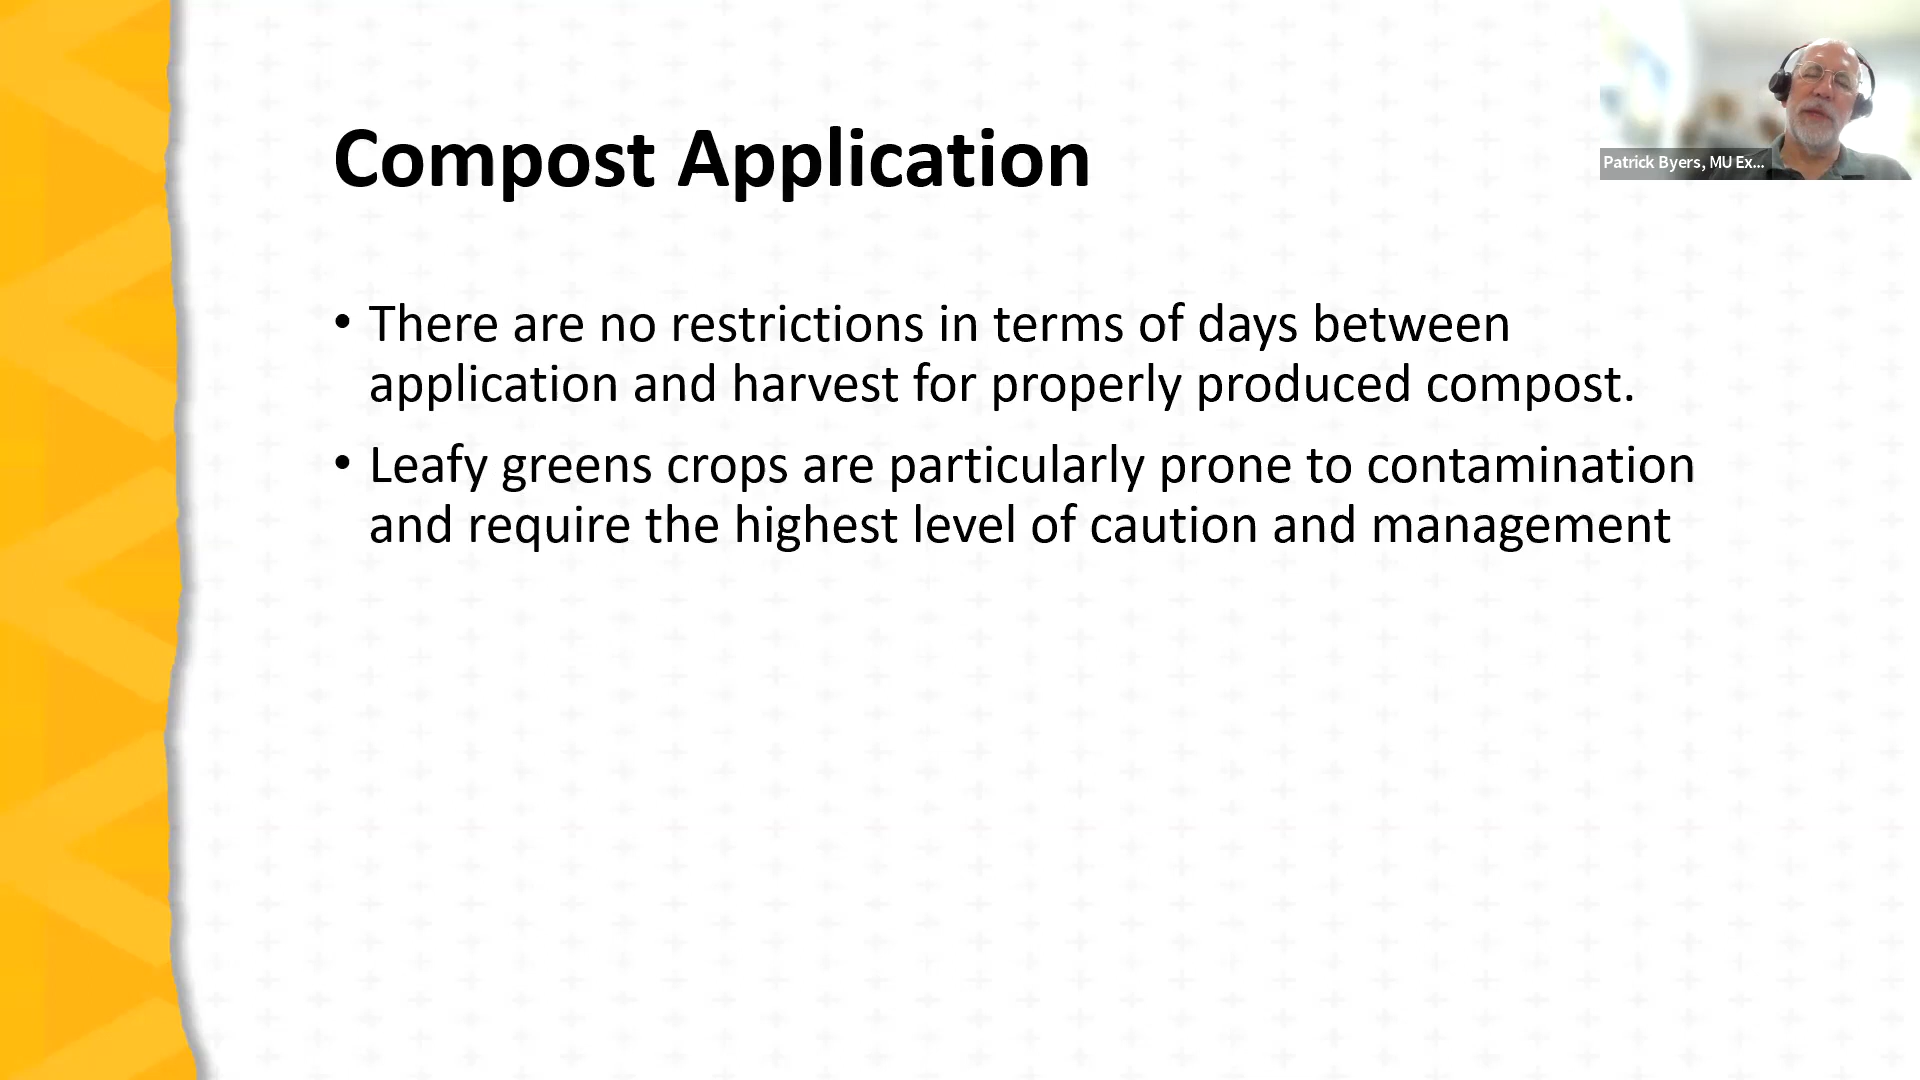 Compost Application
Patrick Byers, MU Ex...
• There are no restrictions in terms of days between
application and harvest for properly produced compost.
• Leafy greens crops are particularly prone to contamination
and require the highest level of caution and management